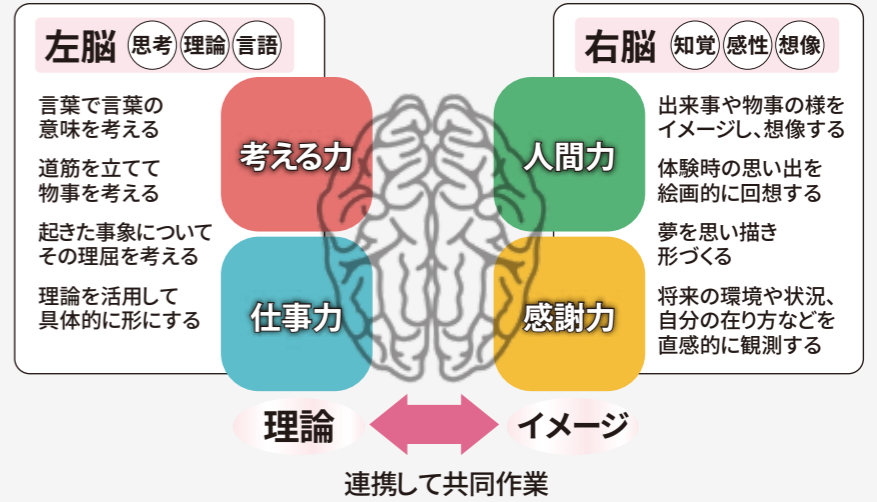 左脳 思考 理論 言語
言葉で言葉の
意味を考える
道筋を立てて
物事を考える
起きた事象について
その理屈を考える
理論を活用して
具体的に形にする
考える力
仕事力
右脳 知覚 感性 想像
人間力
感謝力
出来事や物事の様を
イメージし、想像する
体験時の思い出を
絵画的に回想する
夢を思い描き
形づくる
将来の環境や状況、
自分の在り方などを
直感的に観測する
理論
イメージ
連携して共同作業